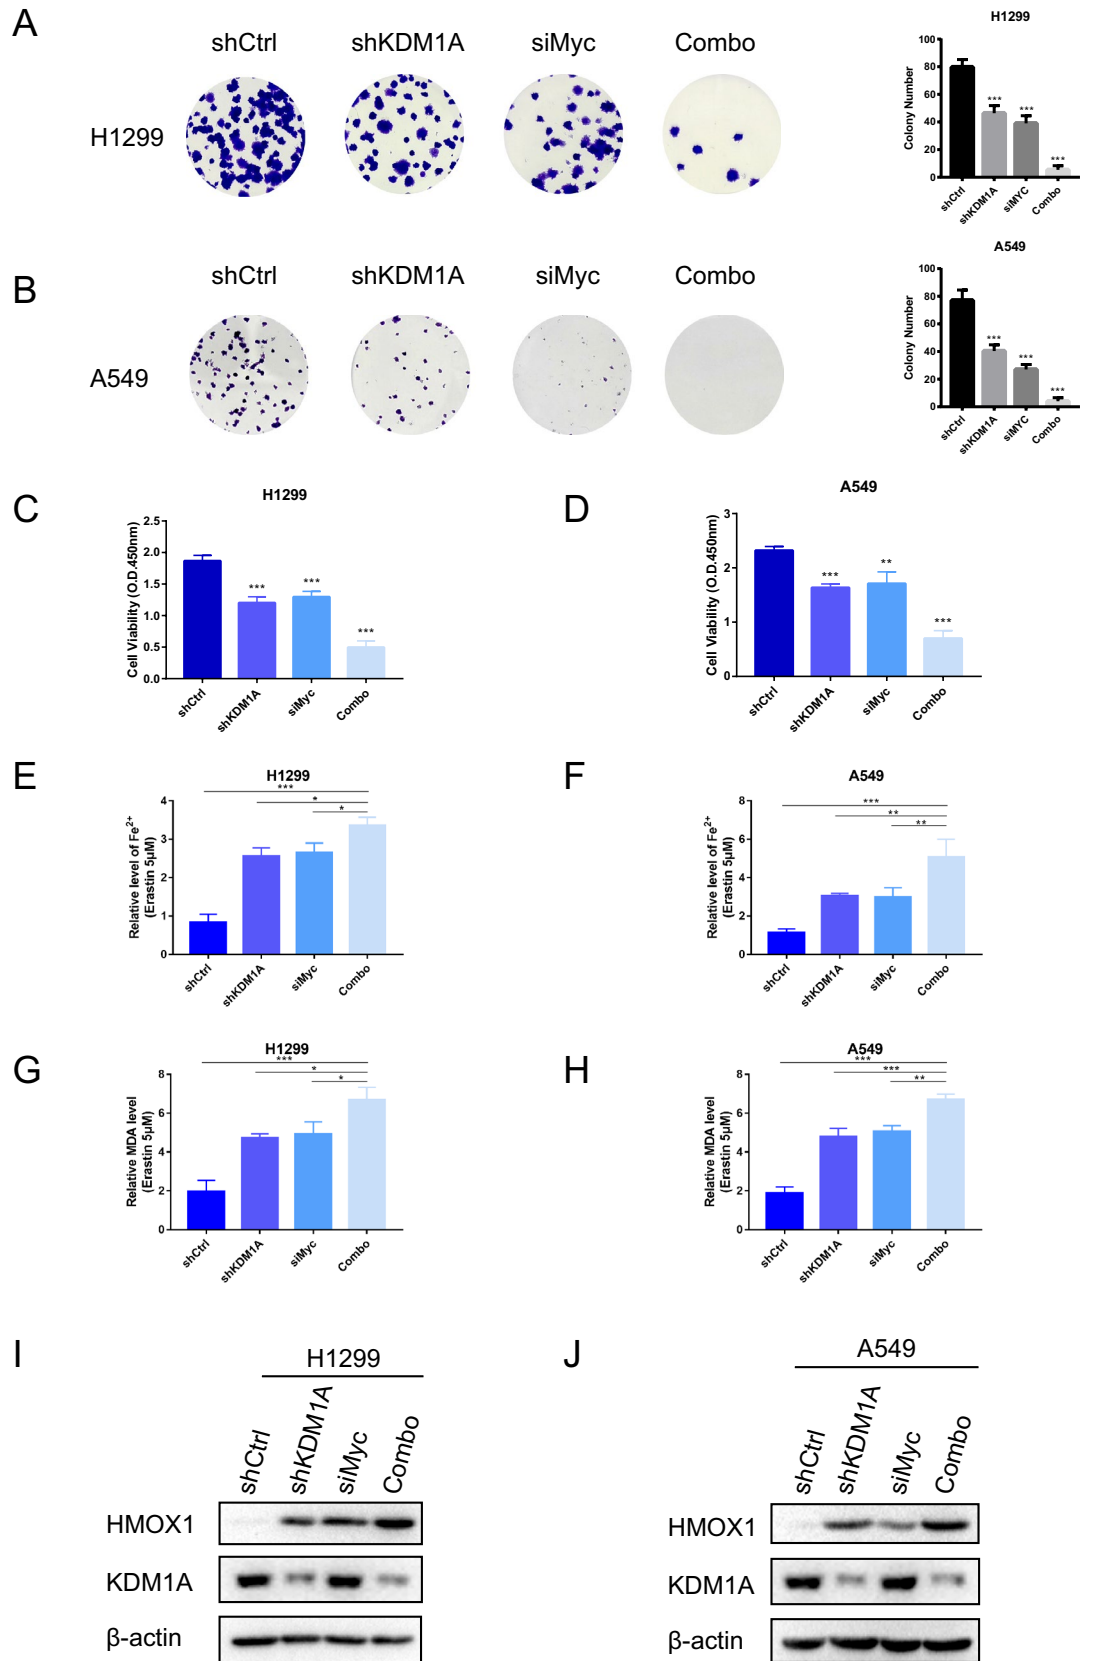 A
shCtrl shKDM1A siMyc Combo
H1299
H1299
Colony Number
100
80
60
40
20
0
*** *** ***
shCtrl shKDM1A siMYC Combo
B
shCtrl shKDM1A siMyc Combo
A549
A549
Colony Number
100
80
60
40
20
0
*** *** ***
shCtrl shKDM1A siMYC Combo
C
H1299
Cell Viability (O.D.450nm)
2.5
2.0
1.5
1.0
0.5
0.0
*** *** ***
shCtrl shKDM1A siMyc Combo
D
A549
Cell Viability (O.D.450nm)
3
2
1
0
*** ** ***
shCtrl shKDM1A siMyc Combo
E
H1299
Relative level of Fe²⁺
(Erastin 5μM)
4
3
2
1
0
***
*
*
shCtrl shKDM1A siMyc Combo
F
A549
Relative level of Fe²⁺
(Erastin 5μM)
8
6
4
2
0
***
**
**
shCtrl shKDM1A siMyc Combo
G
H1299
Relative MDA level
(Erastin 5μM)
8
6
4
2
0
***
*
*
shCtrl shKDM1A siMyc Combo
H
A549
Relative MDA level
(Erastin 5μM)
8
6
4
2
0
***
***
**
shCtrl shKDM1A siMyc Combo
I
H1299
shCtrl shKDM1A siMyc Combo
HMOX1
KDM1A
β-actin
J
A549
shCtrl shKDM1A siMyc Combo
HMOX1
KDM1A
β-actin